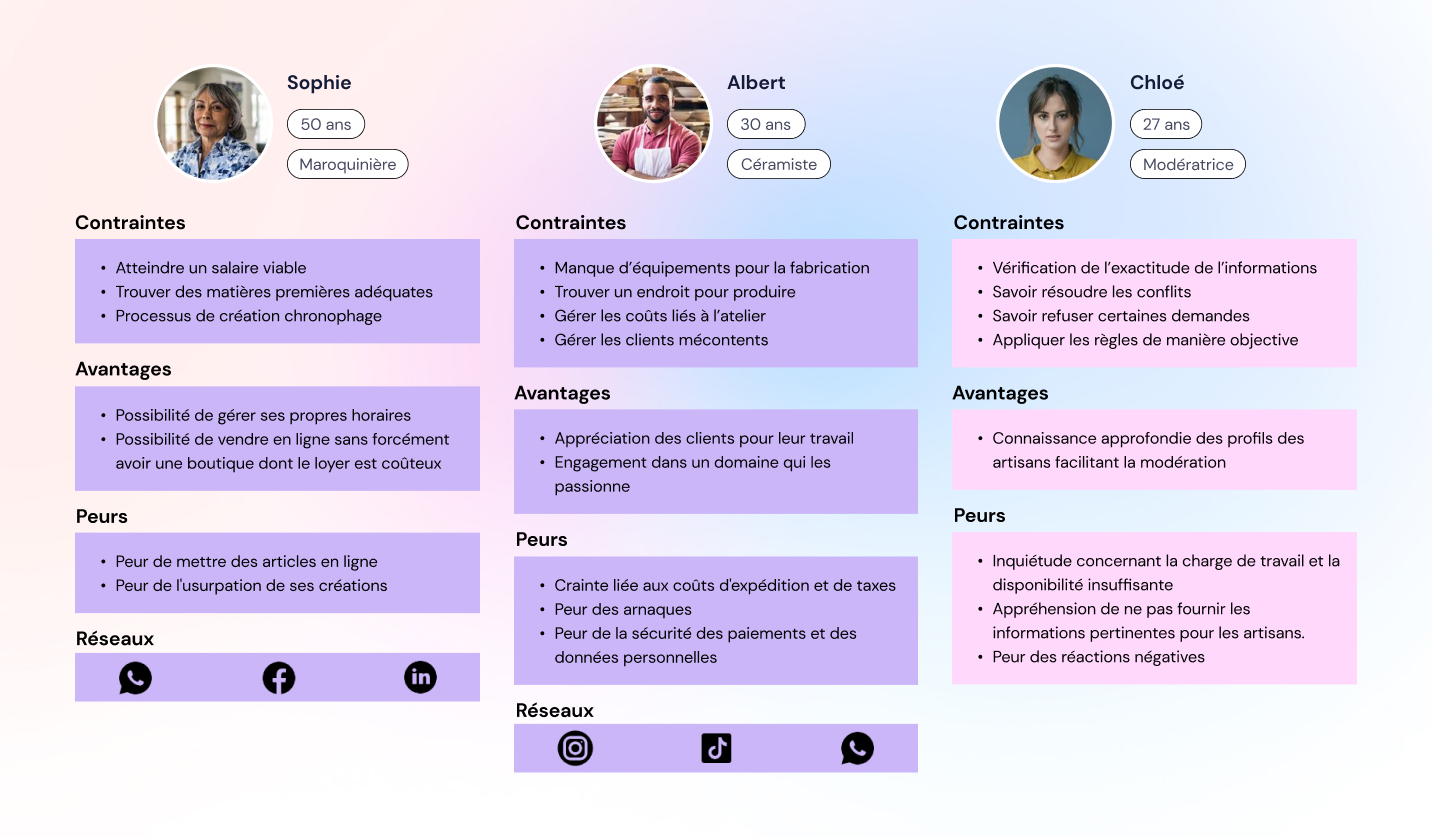 Sophie
50 ans
Maroquinière
Contraintes
• Atteindre un salaire viable
• Trouver des matières premières adéquates
• Processus de création chronophage
Avantages
• Possibilité de gérer ses propres horaires
• Possibilité de vendre en ligne sans forcément
avoir une boutique dont le loyer est coûteux
Peurs
• Peur de mettre des articles en ligne
• Peur de l'usurpation de ses créations
Réseaux
in
Albert
30 ans
Céramiste
Contraintes
• Manque d’équipements pour la fabrication
• Trouver un endroit pour produire
• Gérer les coûts liés à l’atelier
• Gérer les clients mécontents
Avantages
• Appréciation des clients pour leur travail
• Engagement dans un domaine qui les
passionne
Peurs
• Crainte liée aux coûts d'expédition et de taxes
• Peur des arnaques
• Peur de la sécurité des paiements et des
données personnelles
Réseaux
Chloé
27 ans
Modératrice
Contraintes
• Vérification de l’exactitude de l’informations
• Savoir résoudre les conflits
• Savoir refuser certaines demandes
• Appliquer les règles de manière objective
Avantages
• Connaissance approfondie des profils des
artisans facilitant la modération
Peurs
• Inquiétude concernant la charge de travail et la
disponibilité insuffisante
• Appréhension de ne pas fournir les
informations pertinentes pour les artisans.
• Peur des réactions négatives